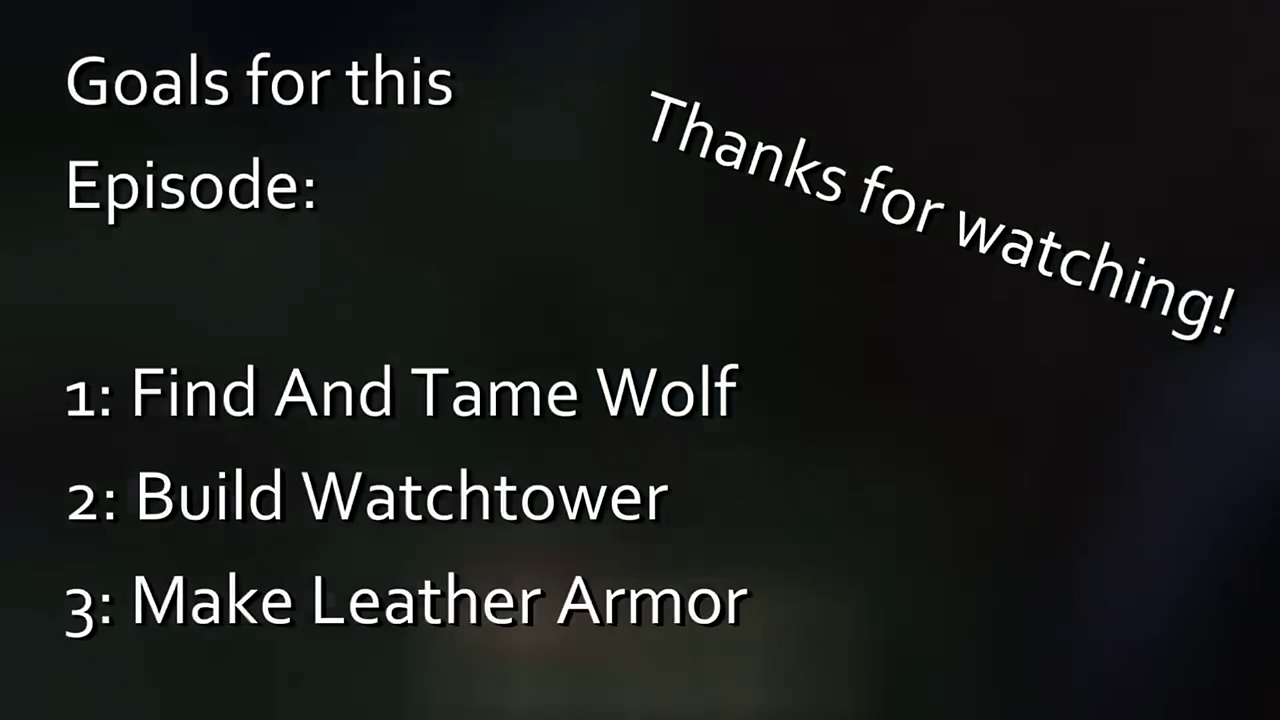 Goals for this
Episode:
Thanks for watching!
1: Find And Tame Wolf
2: Build Watchtower
3: Make Leather Armor